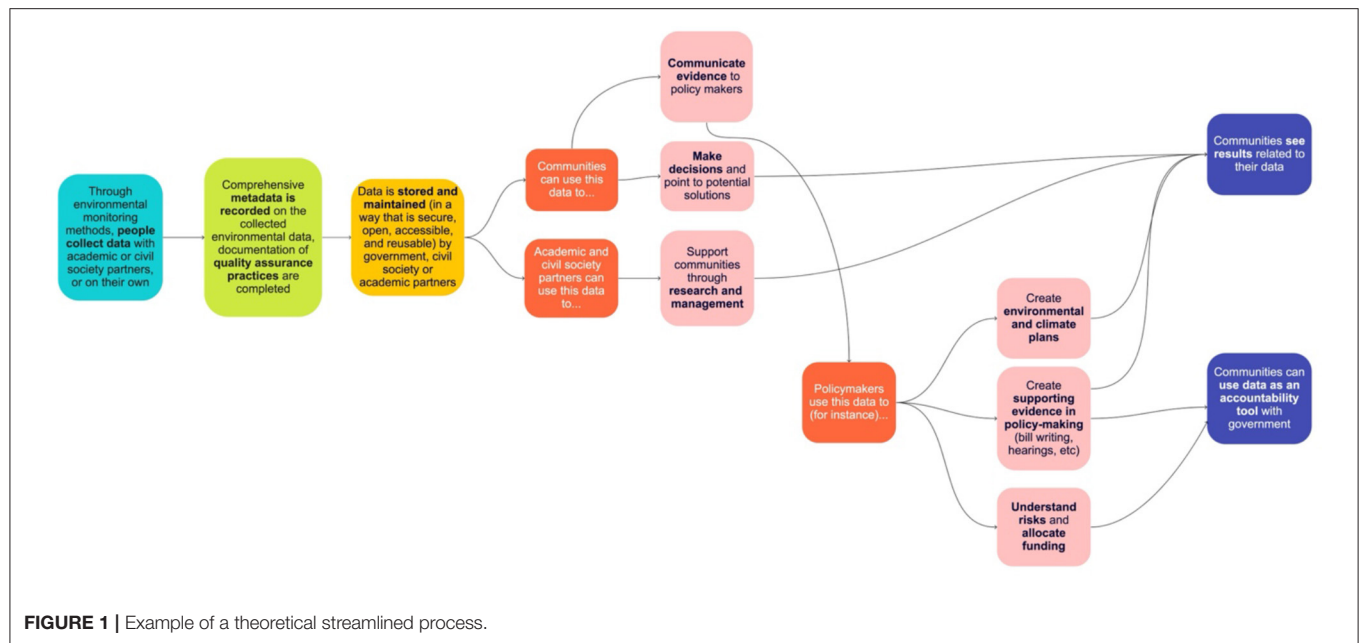 Through
environmental
monitoring
methods, people
collect data with
academic or civil
society partners,
or on their own
Comprehensive
metadata is
recorded on the
collected
environmental data,
documentation of
quality assurance
practices are
completed
Data is stored and
maintained (in a
way that is secure,
open, accessible,
and reusable) by
government, civil
society or
academic partners
Communities
can use this
data to...
Academic and
civil society
partners can
use this data
to...
Communicate
evidence to
policy makers
Make
decisions and
point to potential
solutions
Support
communities
through
research and
management
Policymakers
use this data to
(for instance)...
Create
environmental
and climate
plans
Create
supporting
evidence in
policy-making
(bill writing,
hearings, etc)
Understand
risks and
allocate
funding
Communities see
results related to
their data
Communities can
use data as an
accountability
tool with
government
FIGURE 1 | Example of a theoretical streamlined process.